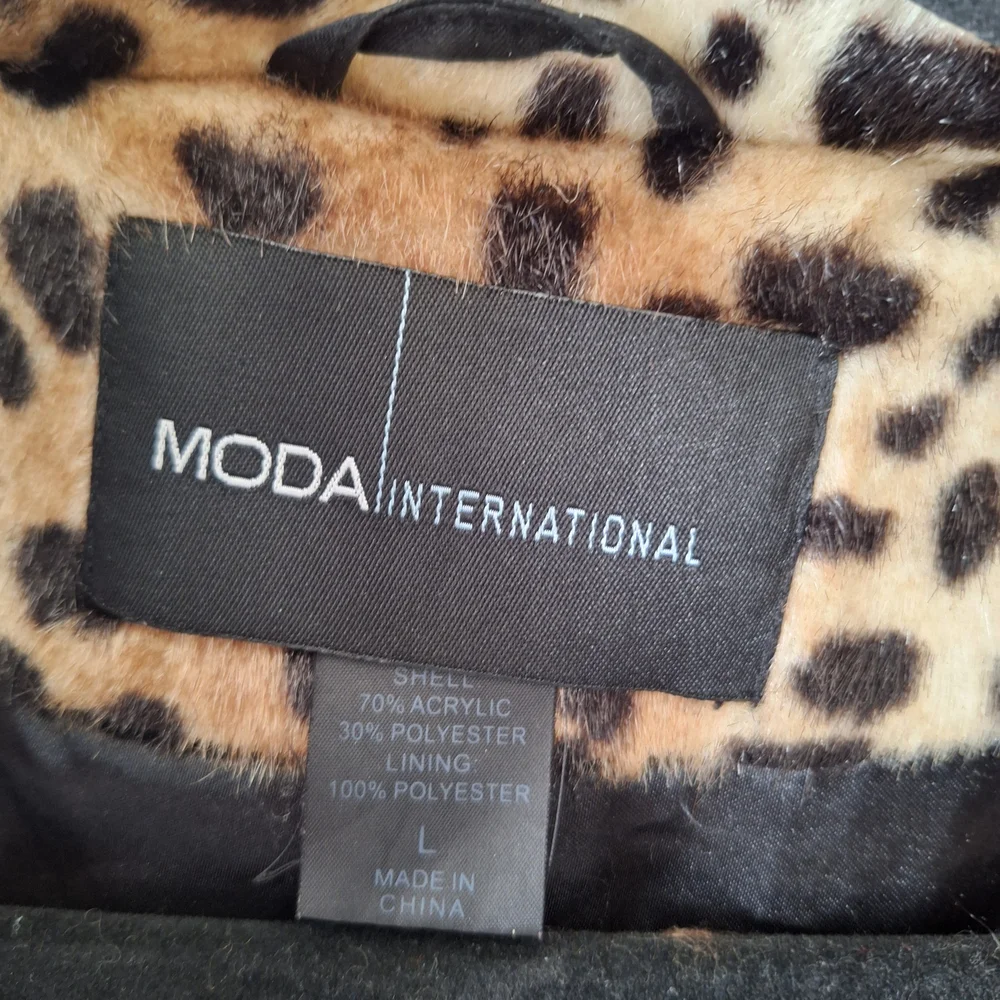 MODA INTERNATIONAL
SHELL
70% ACRYLIC
30% POLYESTER
LINING:
100% POLYESTER
L
MADE IN
CHINA